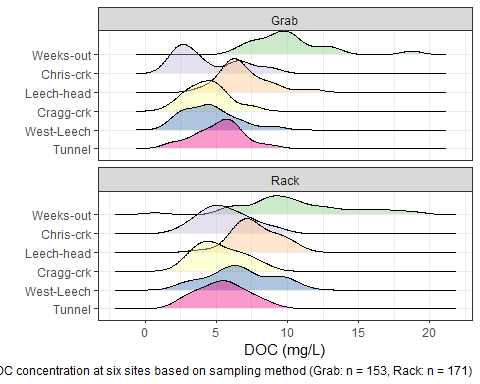 Grab
Weeks-out
Chris-crk
Leech-head
Cragg-crk
West-Leech
Tunnel
Rack
Weeks-out
Chris-crk
Leech-head
Cragg-crk
West-Leech
Tunnel
0 5 10 15 20
DOC (mg/L)
concentration at six sites based on sampling method (Grab: n = 153, Rack: n = 171)